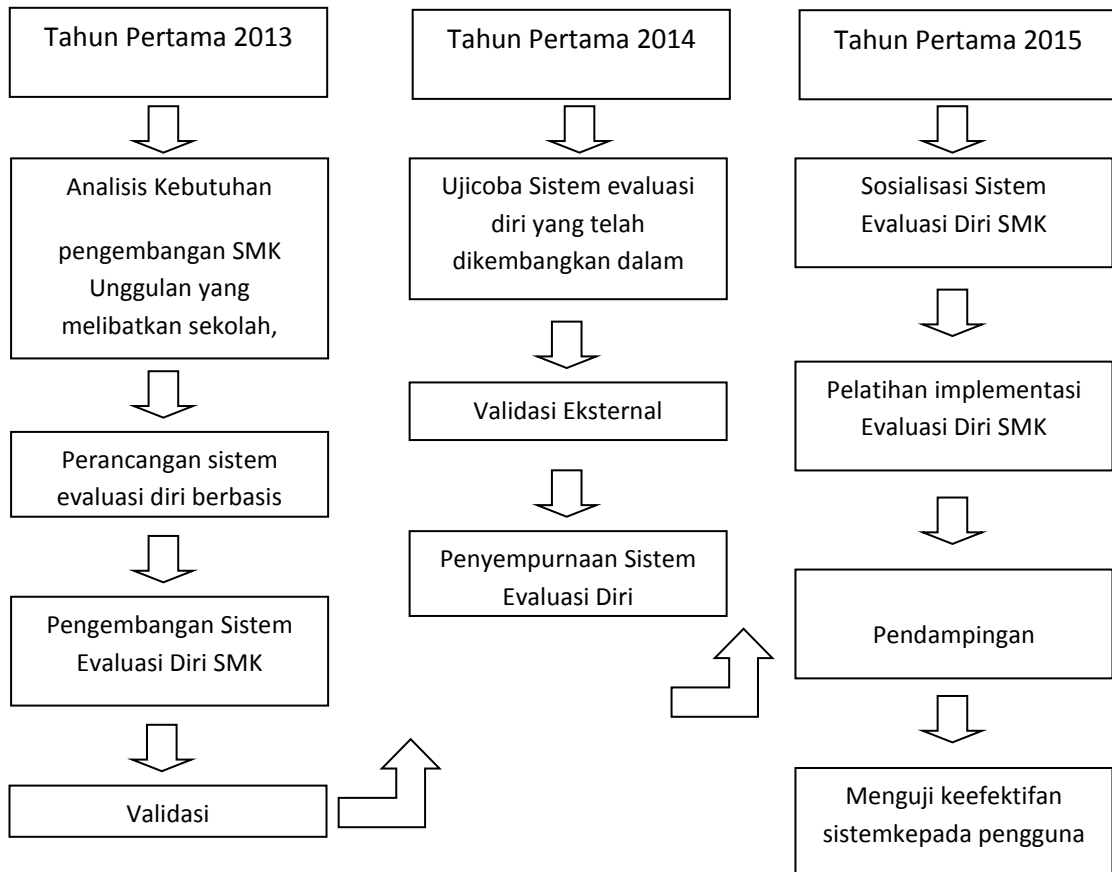 Tahun Pertama 2013
Analisis Kebutuhan
pengembangan SMK
Unggulan yang
melibatkan sekolah,
Perancangan sistem
evaluasi diri berbasis
Pengembangan Sistem
Evaluasi Diri SMK
Validasi
Tahun Pertama 2014
Ujicoba Sistem evaluasi
diri yang telah
dikembangkan dalam
Validasi Eksternal
Penyempurnaan Sistem
Evaluasi Diri
Tahun Pertama 2015
Sosialisasi Sistem
Evaluasi Diri SMK
Pelatihan implementasi
Evaluasi Diri SMK
Pendampingan
Menguji keefektifan
sistemkepada pengguna